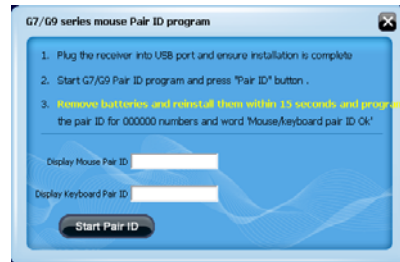 G7/G9 series mouse Pair ID program
1. Plug the receiver into USB port and ensure installation is complete
2. Start G7/G9 Pair ID program and press "Pair ID" button .
3. Remove batteries and reinstall them within 15 seconds and progra
the pair ID for 000000 numbers and word 'Mouse/keyboard pair ID Ok'
Display Mouse Pair ID
Display Keyboard Pair ID
Start Pair ID